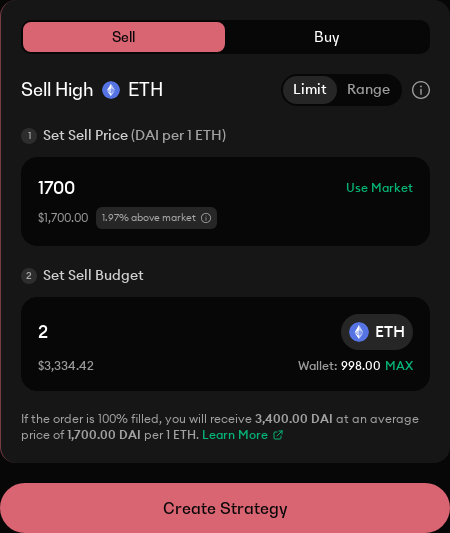 Sell Buy
Sell High ETH Limit Range
1 Set Sell Price (DAI per 1 ETH)
1700 Use Market
$1,700.00 1.97% above market
2 Set Sell Budget
2 ETH
$3,334.42 Wallet: 998.00 MAX
If the order is 100% filled, you will receive 3,400.00 DAI at an average
price of 1,700.00 DAI per 1 ETH. Learn More
Create Strategy